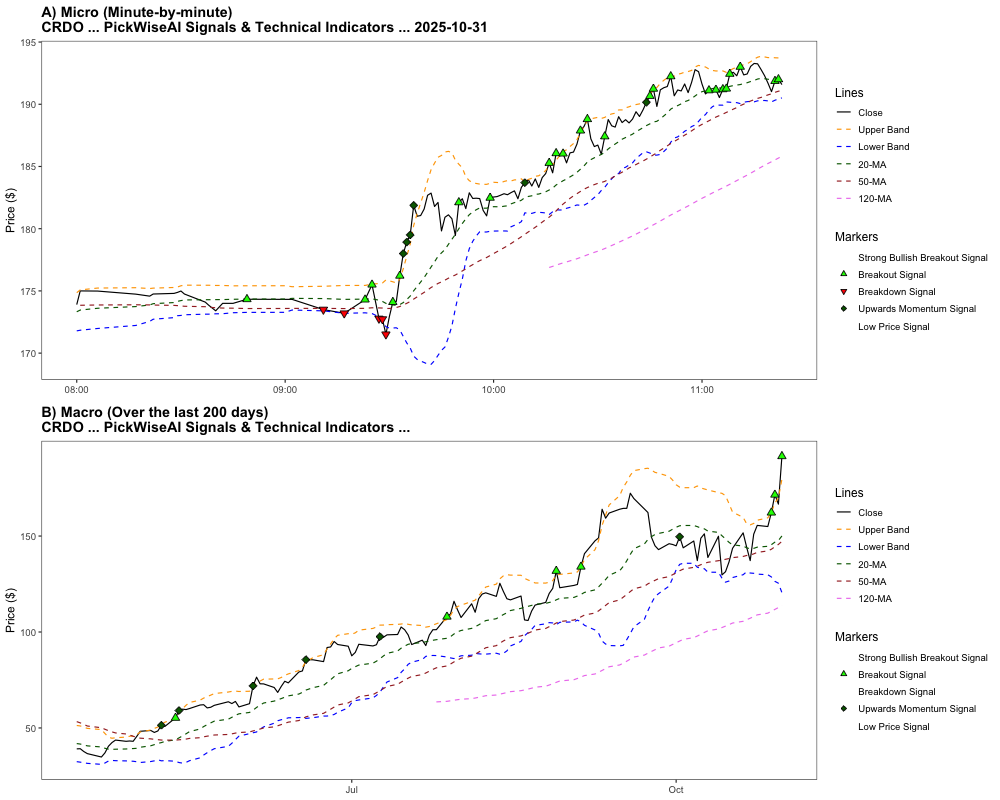 A) Micro (Minute-by-minute)
CRDO ... PickWiseAI Signals & Technical Indicators ... 2025-10-31
Price ($)
195
190
185
180
175
170
08:00
09:00
10:00
11:00
Lines
Close
Upper Band
Lower Band
20-MA
50-MA
120-MA
Markers
Strong Bullish Breakout Signal
Breakout Signal
Breakdown Signal
Upwards Momentum Signal
Low Price Signal
B) Macro (Over the last 200 days)
CRDO ... PickWiseAI Signals & Technical Indicators ...
Price ($)
150
100
50
Jul
Oct
Lines
Close
Upper Band
Lower Band
20-MA
50-MA
120-MA
Markers
Strong Bullish Breakout Signal
Breakout Signal
Breakdown Signal
Upwards Momentum Signal
Low Price Signal